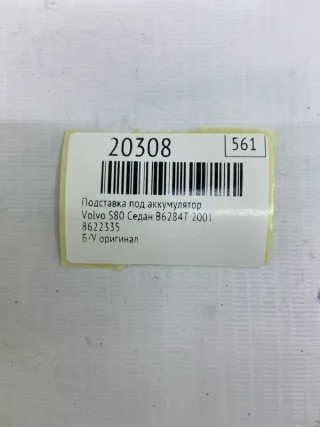 20308
561
Подставка под аккумулятор
Volvo S80 Седан B6284T 2001
8622335
Б/У оригинал